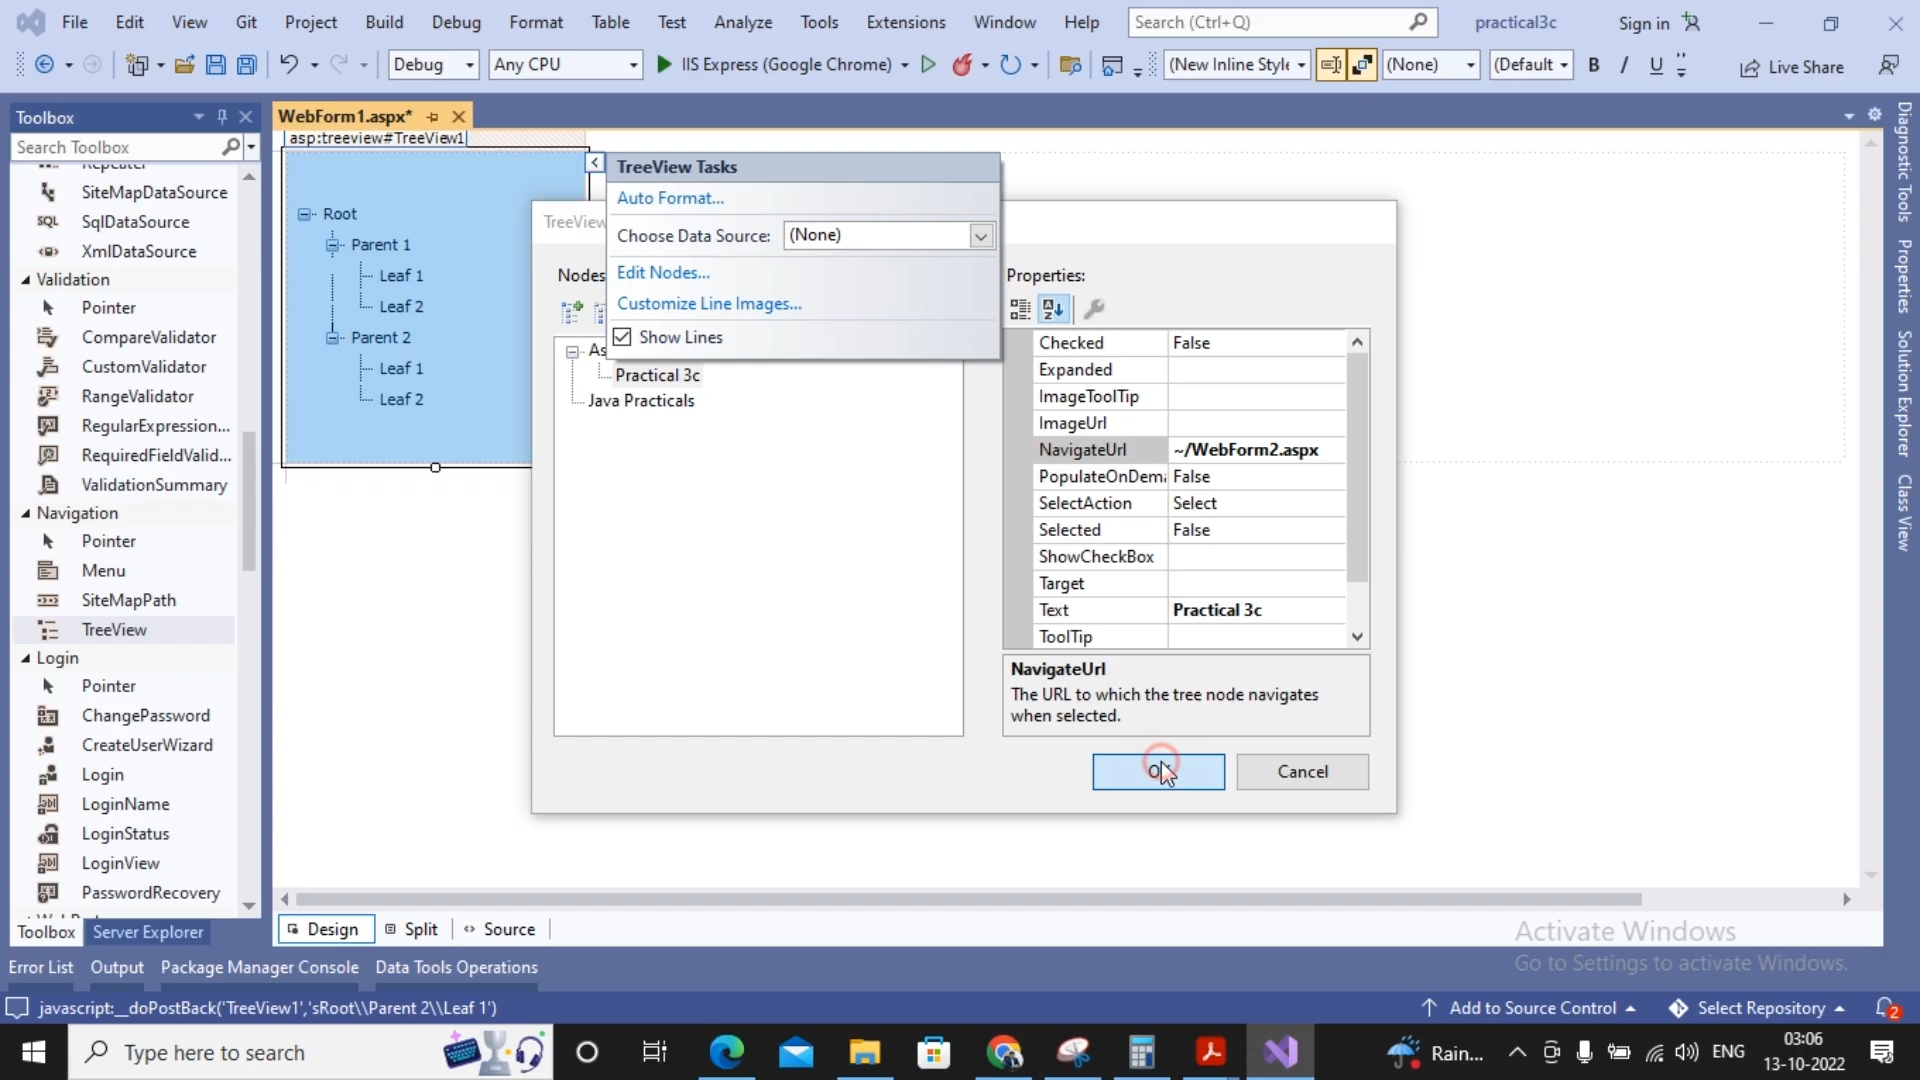 File Edit View Git Project Build Debug Format Table Test Analyze Tools Extensions Window Help Search (Ctrl+Q) practical3c Sign in
Debug Any CPU IIS Express (Google Chrome) (New Inline Style (None) (Default B I U Live Share
Toolbox
Search Toolbox
SiteMapDataSource
SQL SqlDataSource
XmlDataSource
Validation
Pointer
CompareValidator
CustomValidator
RangeValidator
RegularExpression...
RequiredFieldValid...
ValidationSummary
Navigation
Pointer
Menu
SiteMapPath
TreeView
Login
Pointer
ChangePassword
CreateUserWizard
Login
LoginName
LoginStatus
LoginView
PasswordRecovery
Toolbox Server Explorer
WebForm1.aspx*
asp:treeview#TreeView1
Root
Parent 1
Leaf 1
Leaf 2
Parent 2
Leaf 1
Leaf 2
TreeView Tasks
Auto Format...
Choose Data Source: (None)
Edit Nodes...
Customize Line Images...
Show Lines
TreeView
Nodes
As
Practical 3c
Java Practicals
Properties:
Checked False
Expanded
ImageToolTip
ImageUrl
NavigateUrl ~/WebForm2.aspx
PopulateOnDem False
SelectAction Select
Selected False
ShowCheckBox
Target
Text Practical 3c
ToolTip
NavigateUrl
The URL to which the tree node navigates
when selected.
Cancel
Diagnostic Tools
Properties
Solution Explorer
Class View
Design Split Source
Activate Windows
Go to Settings to activate Windows.
Error List Output Package Manager Console Data Tools Operations
javascript:__doPostBack('TreeView1','sRoot\\Parent 2\\Leaf 1') Add to Source Control Select Repository 2
Type here to search Rain... ENG 03:06
13-10-2022